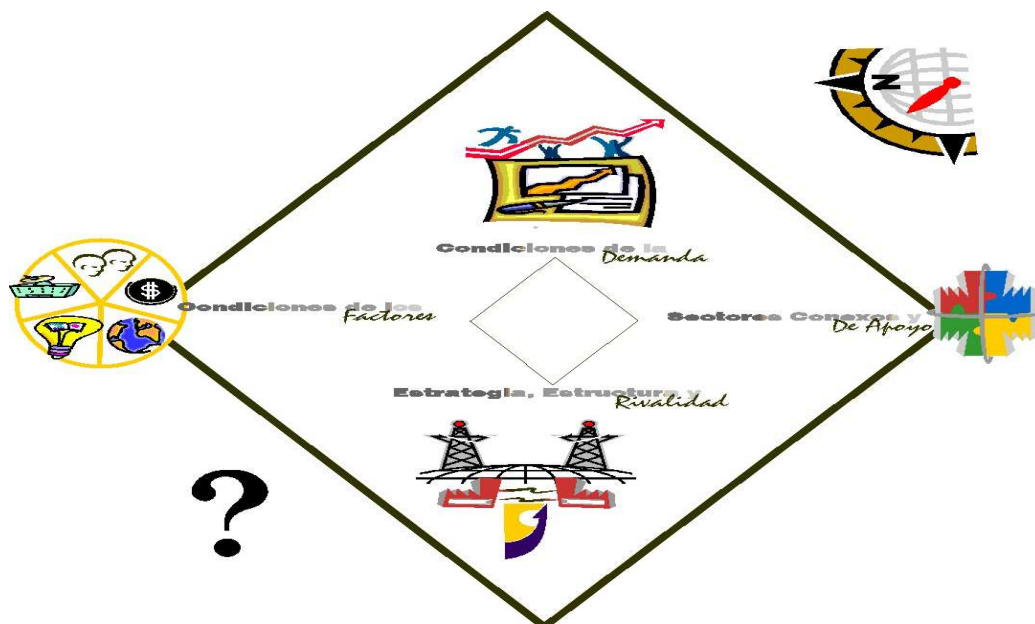 N
Condiciones de la
Demanda
Condiciones de los
Factores
Sectores Conexos y
De Apoyo
Estrategia, Estructura y
Rivalidad
?
$